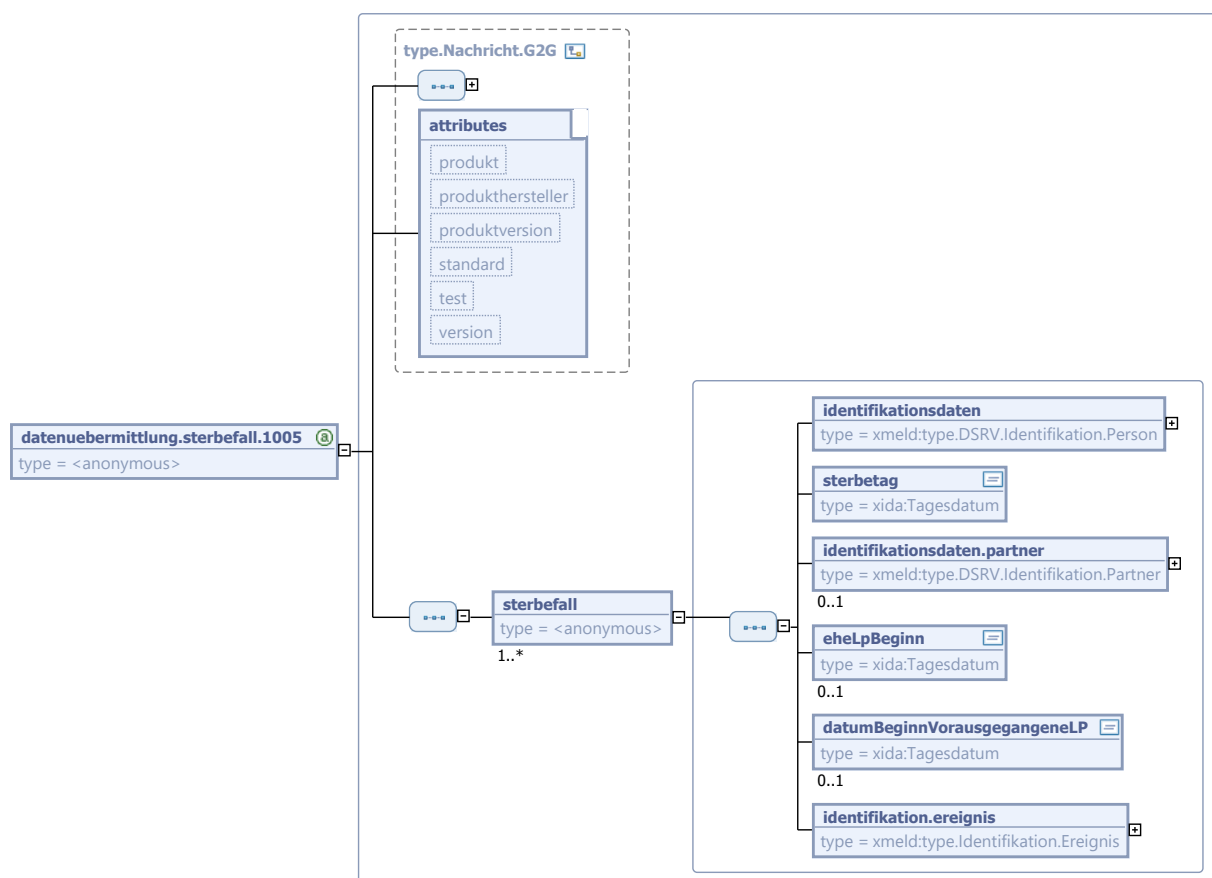 type.Nachricht.G2G
attributes
produkt
produkthersteller
produktversion
standard
test
version
datenuebermittlung.sterbefall.1005 a
type = <anonymous>
sterbefall
type = <anonymous>
1..*
identifikationsdaten
type = xmeld:type.DSRV.Identifikation.Person
sterbetag
type = xida:Tagesdatum
identifikationsdaten.partner
type = xmeld:type.DSRV.Identifikation.Partner
0..1
eheLpBeginn
type = xida:Tagesdatum
0..1
datumBeginnVorausgegangeneLP
type = xida:Tagesdatum
0..1
identifikation.ereignis
type = xmeld:type.Identifikation.Ereignis